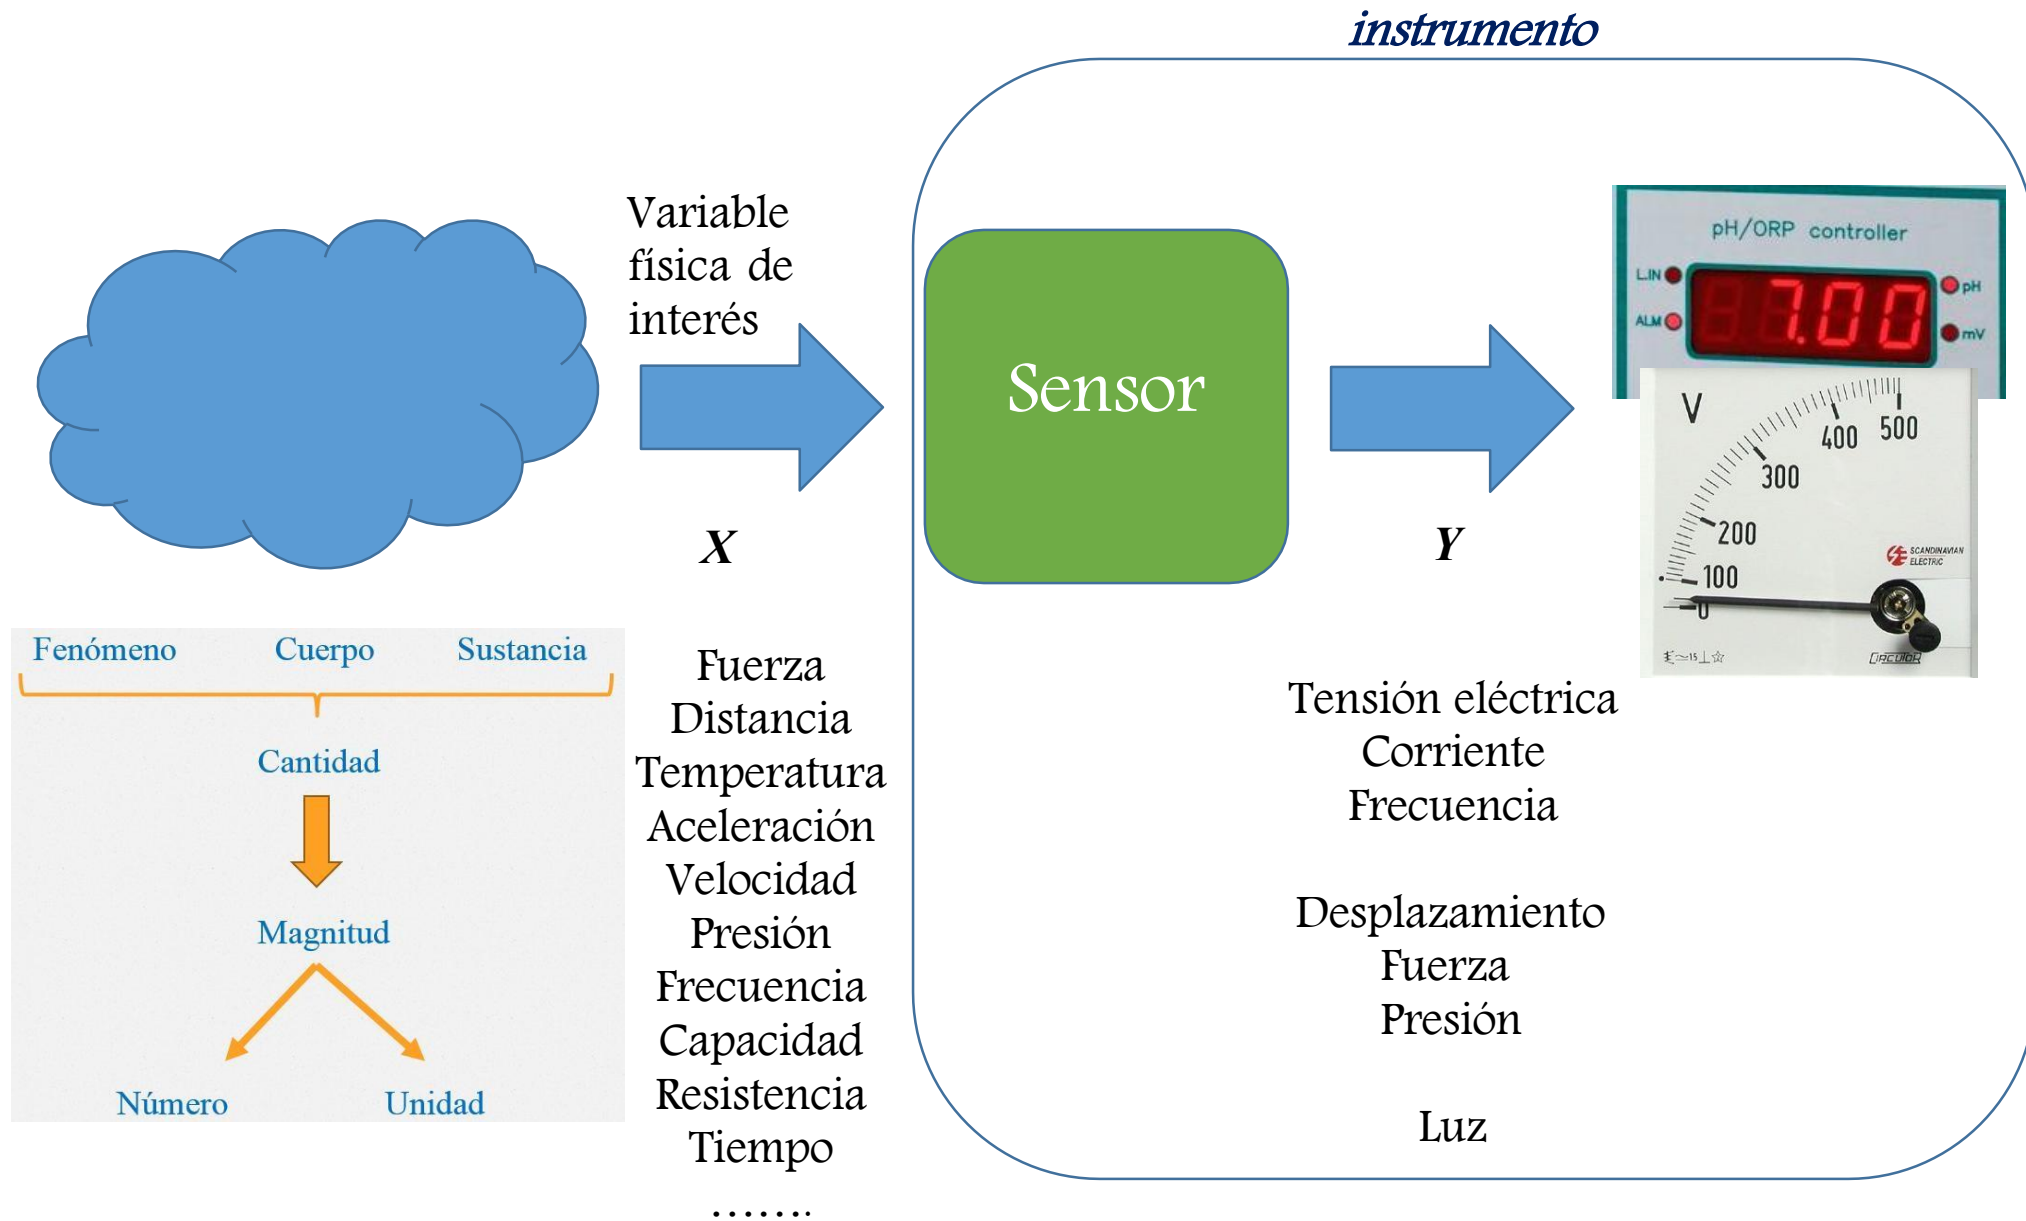 instrumento
Variable
física de
interés
Sensor
X
Y
pH/ORP controller
L.IN
ALM
7.00
pH
mV
V
500
400
300
200
100
0
SCANDINAVIAN
ELECTRIC
CIRCUTOR
Fenómeno Cuerpo Sustancia
Cantidad
Magnitud
Número Unidad
Fuerza
Distancia
Temperatura
Aceleración
Velocidad
Presión
Frecuencia
Capacidad
Resistencia
Tiempo
.......
Tensión eléctrica
Corriente
Frecuencia
Desplazamiento
Fuerza
Presión
Luz